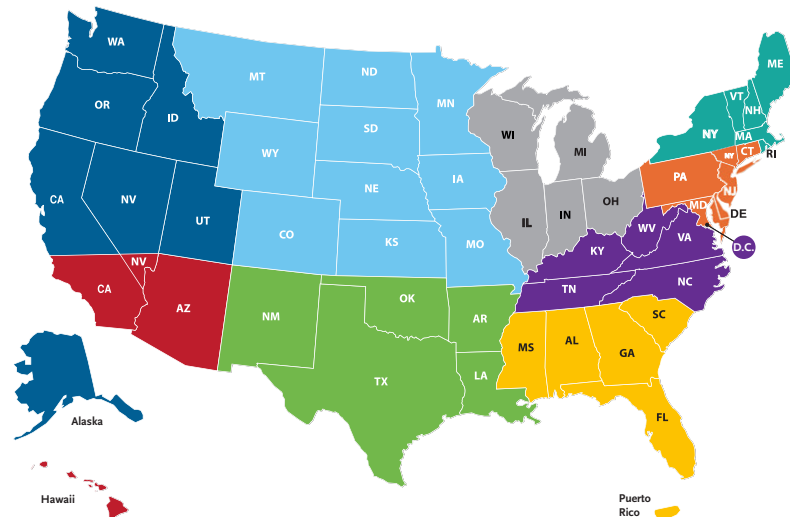 WA
ME
MT
ND
MN
VT
NH
OR
ID
WI
NY
MA
SD
MI
NY
CT
RI
WY
IA
PA
NJ
CA
NV
UT
NE
IL
IN
OH
MD
DE
CO
KS
MO
WV
VA
D.C.
KY
NV
CA
TN
NC
AZ
NM
OK
AR
SC
MS
AL
GA
TX
LA
FL
Alaska
Hawaii
Puerto
Rico